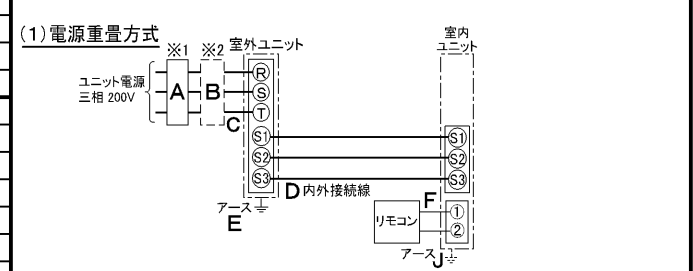 (1)電源重畳方式
※1 ※2 室外ユニット 室内
ユニット
ユニット電源
三相 200V
A B C
R
S
T
S1
S2
S3
S1
S2
S3
D 内外接続線
アース
E
リモコン
F
1
2
アース J